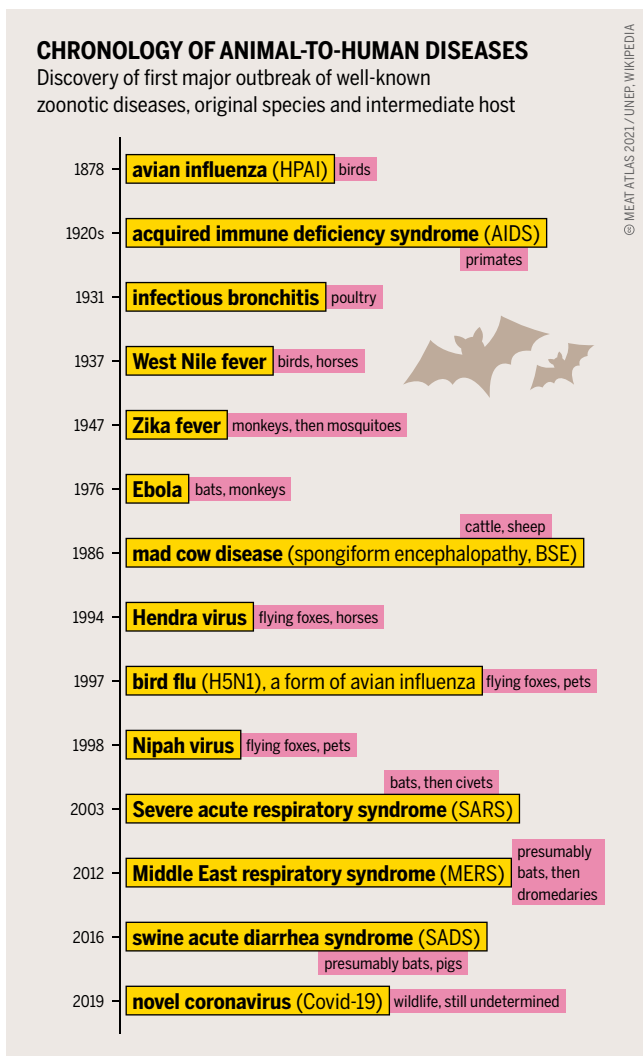 CHRONOLOGY OF ANIMAL-TO-HUMAN DISEASES
Discovery of first major outbreak of well-known
zoonotic diseases, original species and intermediate host
© MEAT ATLAS 2021 / UNEP, WIKIPEDIA
1878 avian influenza (HPAI) birds
1920s acquired immune deficiency syndrome (AIDS)
primates
1931 infectious bronchitis poultry
1937 West Nile fever birds, horses
1947 Zika fever monkeys, then mosquitoes
1976 Ebola bats, monkeys
cattle, sheep
1986 mad cow disease (spongiform encephalopathy, BSE)
1994 Hendra virus flying foxes, horses
1997 bird flu (H5N1), a form of avian influenza flying foxes, pets
1998 Nipah virus flying foxes, pets
bats, then civets
2003 Severe acute respiratory syndrome (SARS)
2012 Middle East respiratory syndrome (MERS)
presumably
bats, then
dromedaries
2016 swine acute diarrhea syndrome (SADS)
presumably bats, pigs
2019 novel coronavirus (Covid-19) wildlife, still undetermined